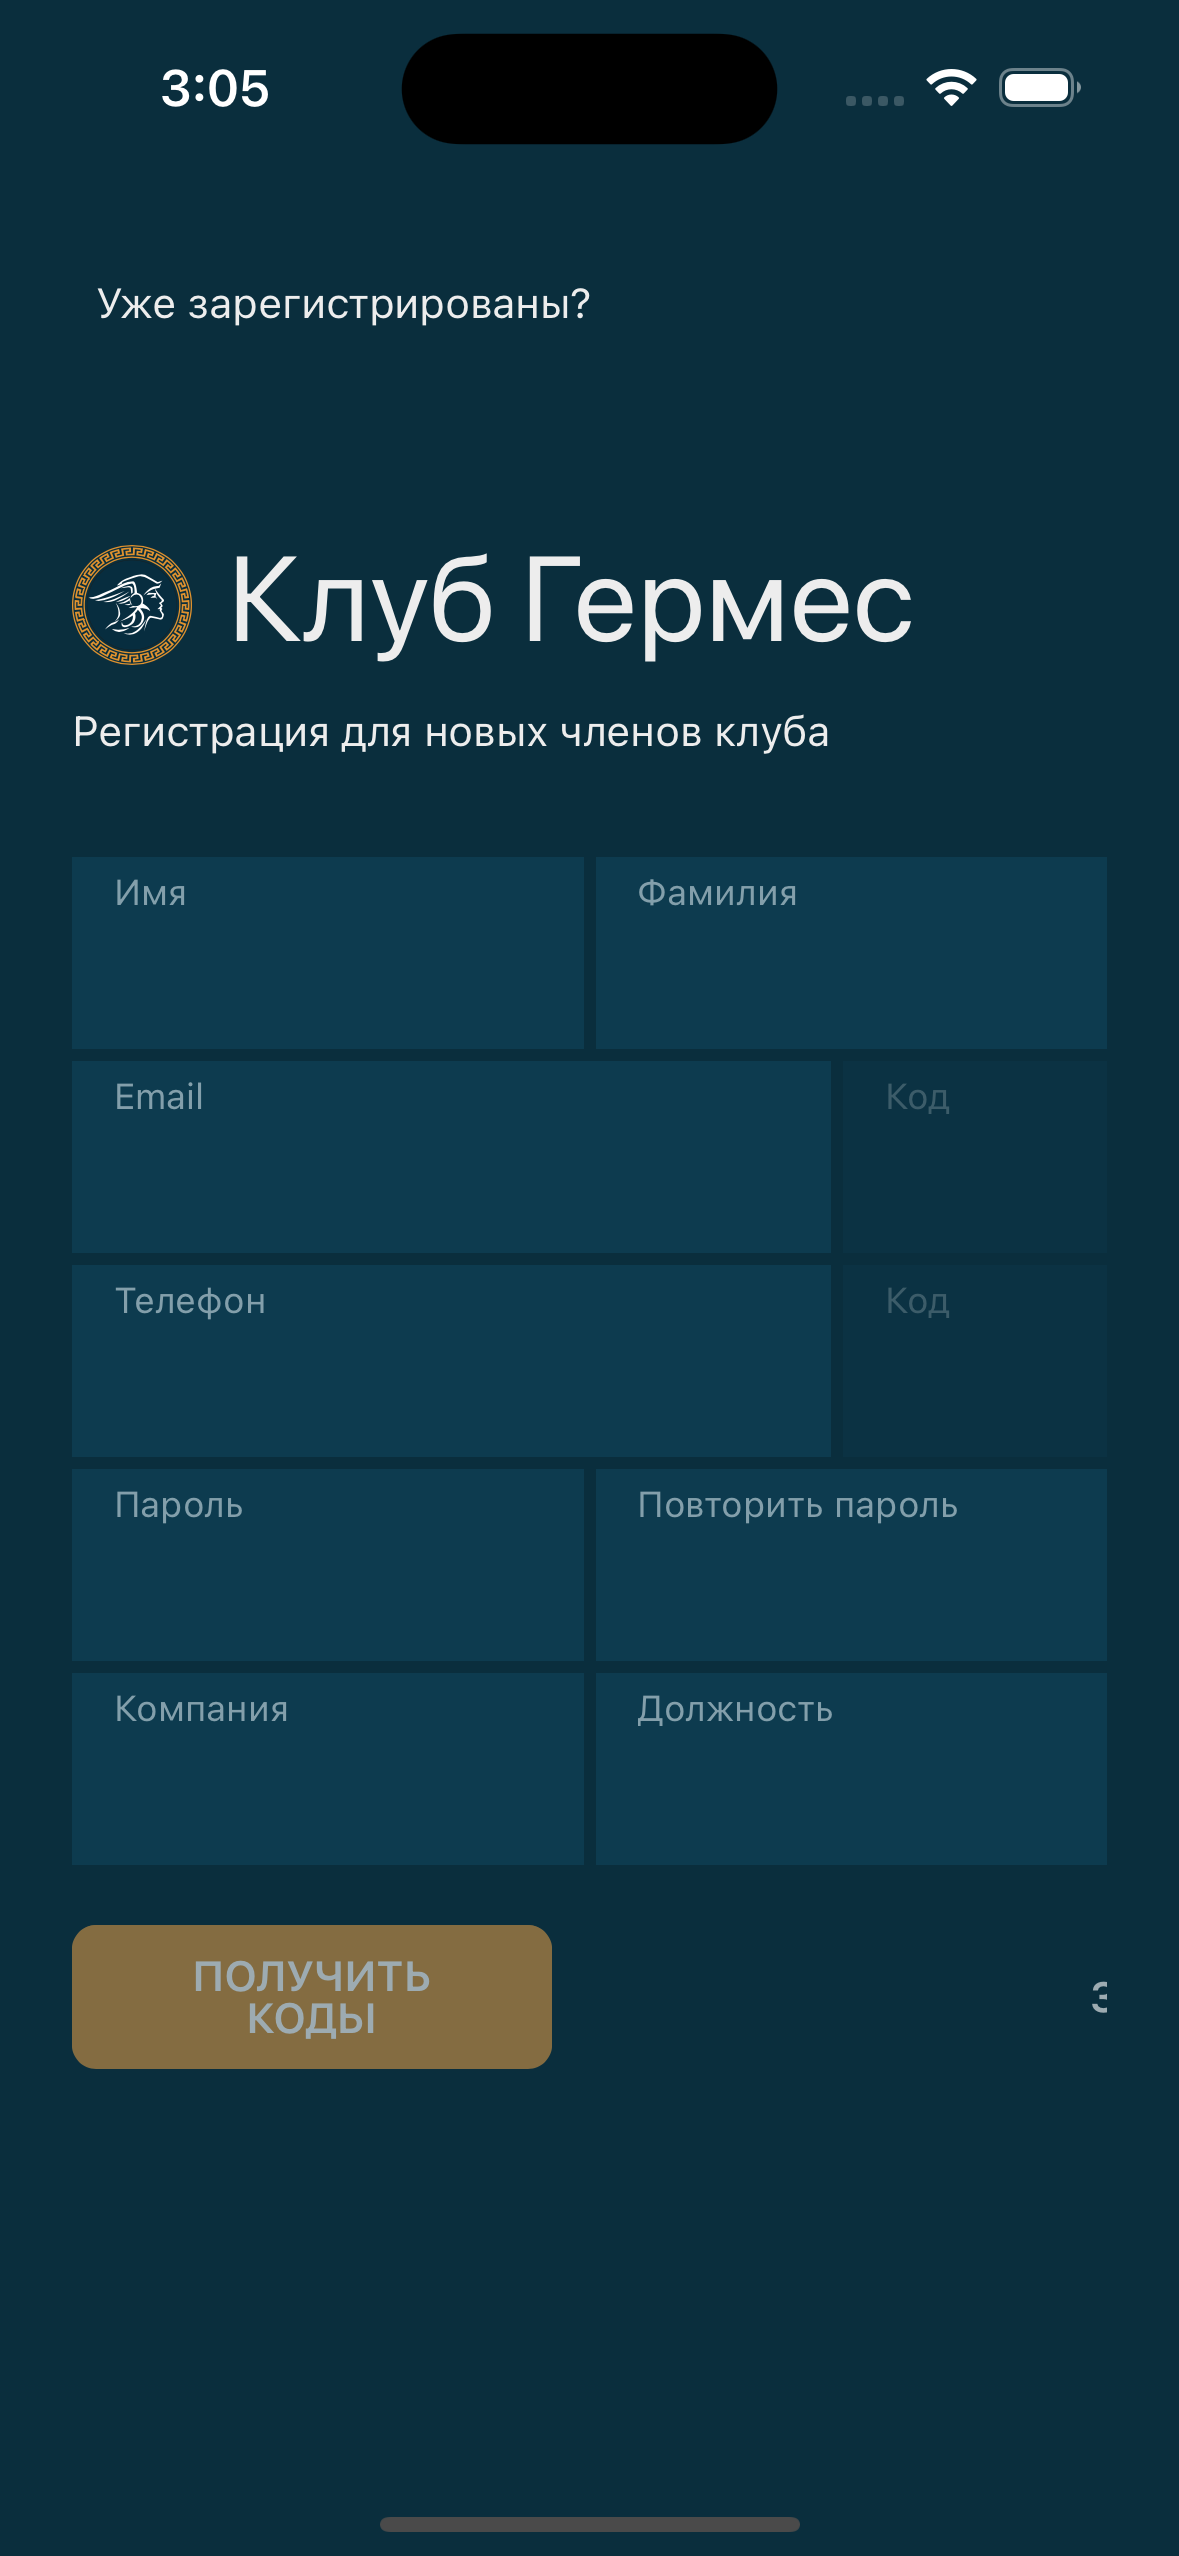 3:05
Уже зарегистрированы?
Клуб Гермес
Регистрация для новых членов клуба
Имя
Фамилия
Email
Код
Телефон
Код
Пароль
Повторить пароль
Компания
Должность
ПОЛУЧИТЬ
КОДЫ